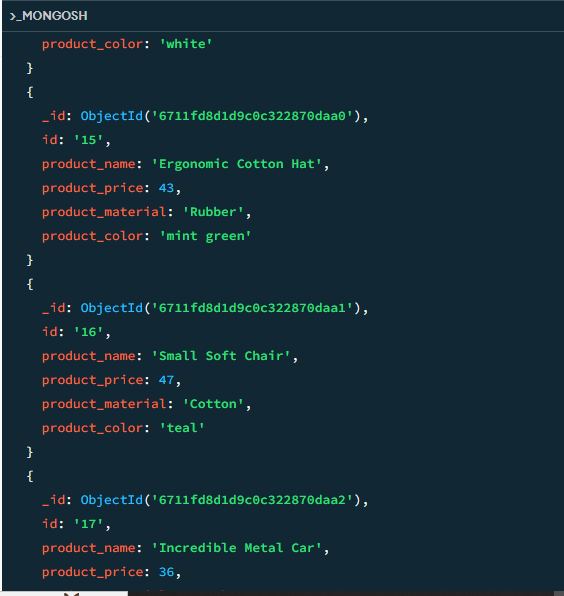 >_MONGOSH
product_color: 'white'
}
{
_id: ObjectId('6711fd8d1d9c0c322870daa0'),
id: '15',
product_name: 'Ergonomic Cotton Hat',
product_price: 43,
product_material: 'Rubber',
product_color: 'mint green'
}
{
_id: ObjectId('6711fd8d1d9c0c322870daa1'),
id: '16',
product_name: 'Small Soft Chair',
product_price: 47,
product_material: 'Cotton',
product_color: 'teal'
}
{
_id: ObjectId('6711fd8d1d9c0c322870daa2'),
id: '17',
product_name: 'Incredible Metal Car',
product_price: 36,